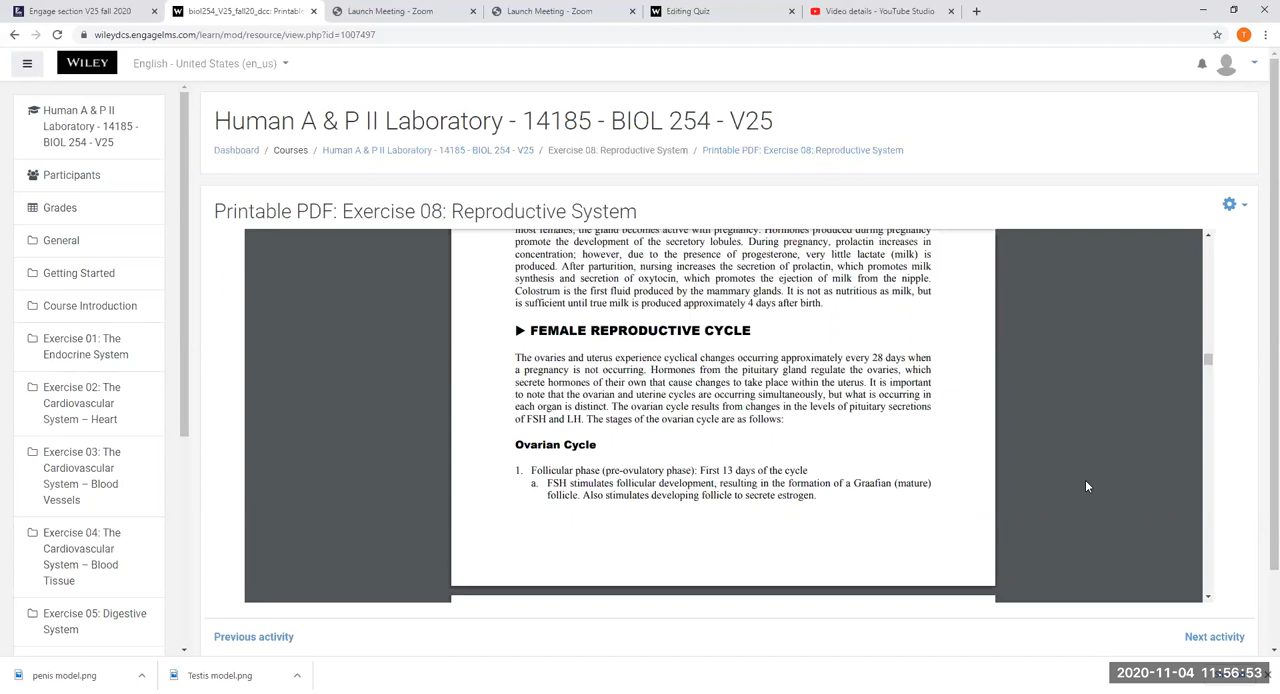 Engage section V25 fall 2020
biol254_V25_fall20_dcc: Printable
Launch Meeting - Zoom
Launch Meeting - Zoom
Editing Quiz
Video details - YouTube Studio
wileydcs.engagelms.com/learn/mod/resource/view.php?id=1007497
T
WILEY
English - United States (en_us)
Human A & P II
Laboratory - 14185 -
BIOL 254 - V25
Participants
Grades
General
Getting Started
Course Introduction
Exercise 01: The
Endocrine System
Exercise 02: The
Cardiovascular
System – Heart
Exercise 03: The
Cardiovascular
System – Blood
Vessels
Exercise 04: The
Cardiovascular
System – Blood
Tissue
Exercise 05: Digestive
System
Human A & P II Laboratory - 14185 - BIOL 254 - V25
Dashboard / Courses / Human A & P II Laboratory - 14185 - BIOL 254 - V25 / Exercise 08: Reproductive System / Printable PDF: Exercise 08: Reproductive System
Printable PDF: Exercise 08: Reproductive System
most females, the gland becomes active with pregnancy. Hormones produced during pregnancy
promote the development of the secretory lobules. During pregnancy, prolactin increases in
concentration; however, due to the presence of progesterone, very little lactate (milk) is
produced. After parturition, nursing increases the secretion of prolactin, which promotes milk
synthesis and secretion of oxytocin, which promotes the ejection of milk from the nipple.
Colostrum is the first fluid produced by the mammary glands. It is not as nutritious as milk, but
is sufficient until true milk is produced approximately 4 days after birth.
▶ FEMALE REPRODUCTIVE CYCLE
The ovaries and uterus experience cyclical changes occurring approximately every 28 days when
a pregnancy is not occurring. Hormones from the pituitary gland regulate the ovaries, which
secrete hormones of their own that cause changes to take place within the uterus. It is important
to note that the ovarian and uterine cycles are occurring simultaneously, but what is occurring in
each organ is distinct. The ovarian cycle results from changes in the levels of pituitary secretions
of FSH and LH. The stages of the ovarian cycle are as follows:
Ovarian Cycle
1. Follicular phase (pre-ovulatory phase): First 13 days of the cycle
a. FSH stimulates follicular development, resulting in the formation of a Graafian (mature)
follicle. Also stimulates developing follicle to secrete estrogen.
Previous activity
Next activity
penis model.png
Testis model.png
2020-11-04 11:56:53